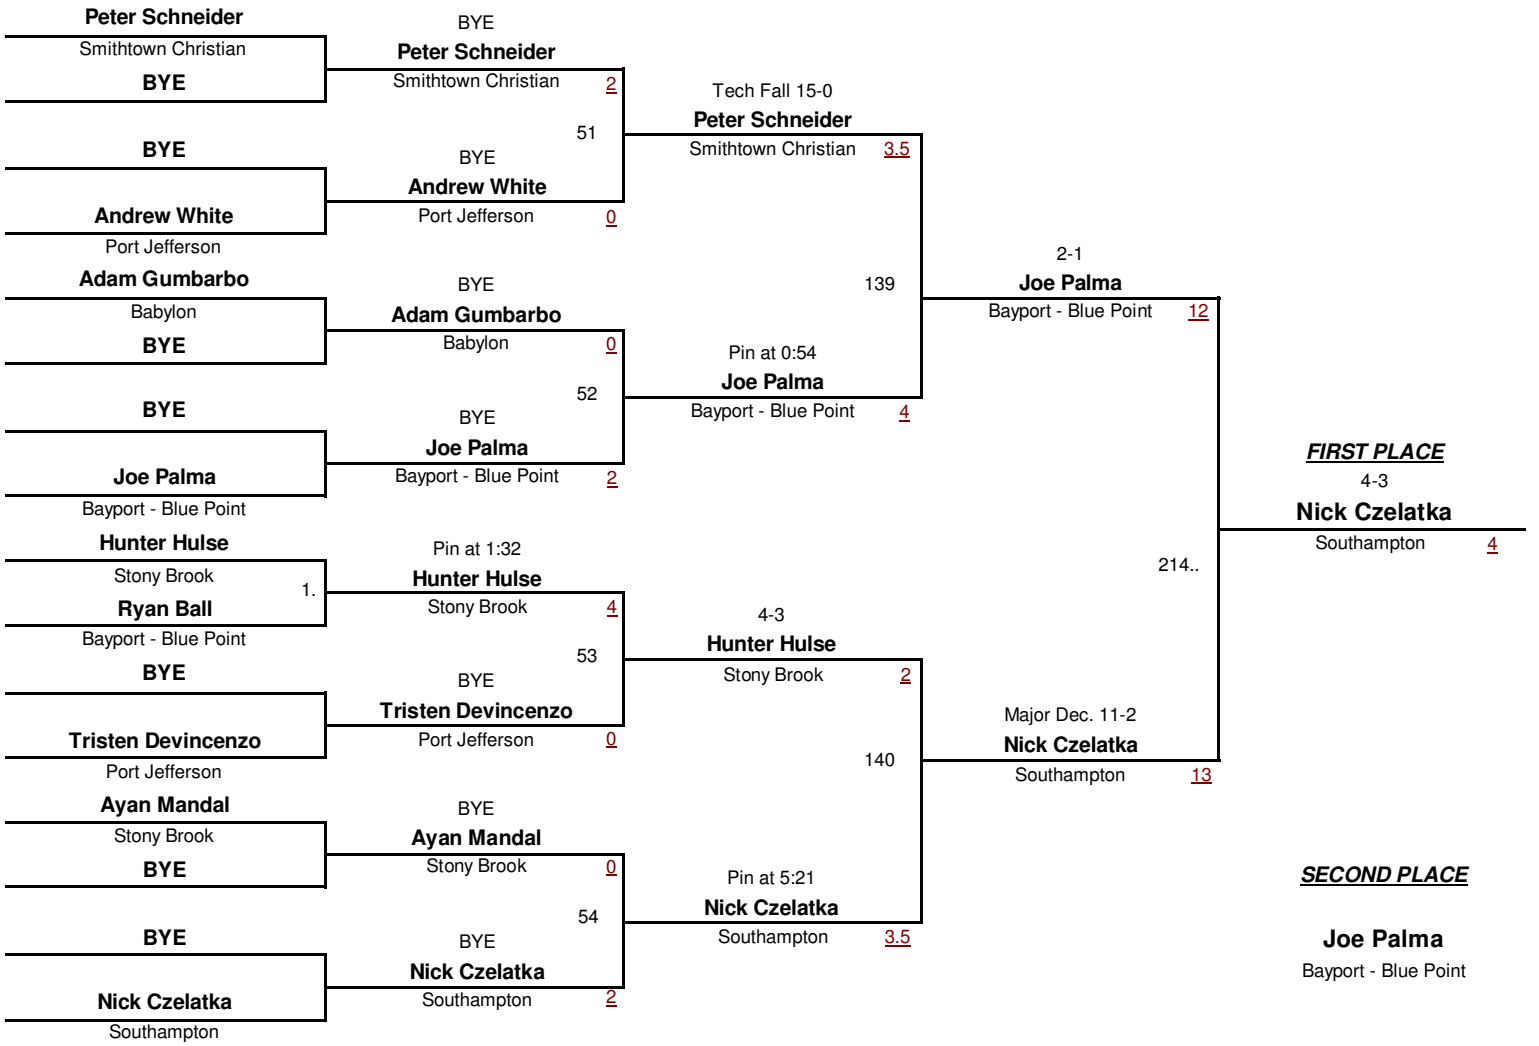 Peter Schneider
Smithtown Christian
BYE
BYE
Andrew White
Port Jefferson
Adam Gumbarbo
Babylon
BYE
BYE
Joe Palma
Bayport - Blue Point
Hunter Hulse
Stony Brook
1.
Ryan Ball
Bayport - Blue Point
BYE
Tristen Devincenzo
Port Jefferson
Ayan Mandal
Stony Brook
BYE
BYE
Nick Czelatka
Southampton
BYE
Peter Schneider
Smithtown Christian 2
51
BYE
Andrew White
Port Jefferson 0
BYE
Adam Gumbarbo
Babylon 0
52
BYE
Joe Palma
Bayport - Blue Point 2
Pin at 1:32
Hunter Hulse
Stony Brook 4
53
BYE
Tristen Devincenzo
Port Jefferson 0
BYE
Ayan Mandal
Stony Brook 0
54
BYE
Nick Czelatka
Southampton 2
Tech Fall 15-0
Peter Schneider
Smithtown Christian 3.5
139
Pin at 0:54
Joe Palma
Bayport - Blue Point 4
4-3
Hunter Hulse
Stony Brook 2
140
Pin at 5:21
Nick Czelatka
Southampton 3.5
2-1
Joe Palma
Bayport - Blue Point 12
214..
Major Dec. 11-2
Nick Czelatka
Southampton 13
FIRST PLACE
4-3
Nick Czelatka
Southampton 4
SECOND PLACE
Joe Palma
Bayport - Blue Point